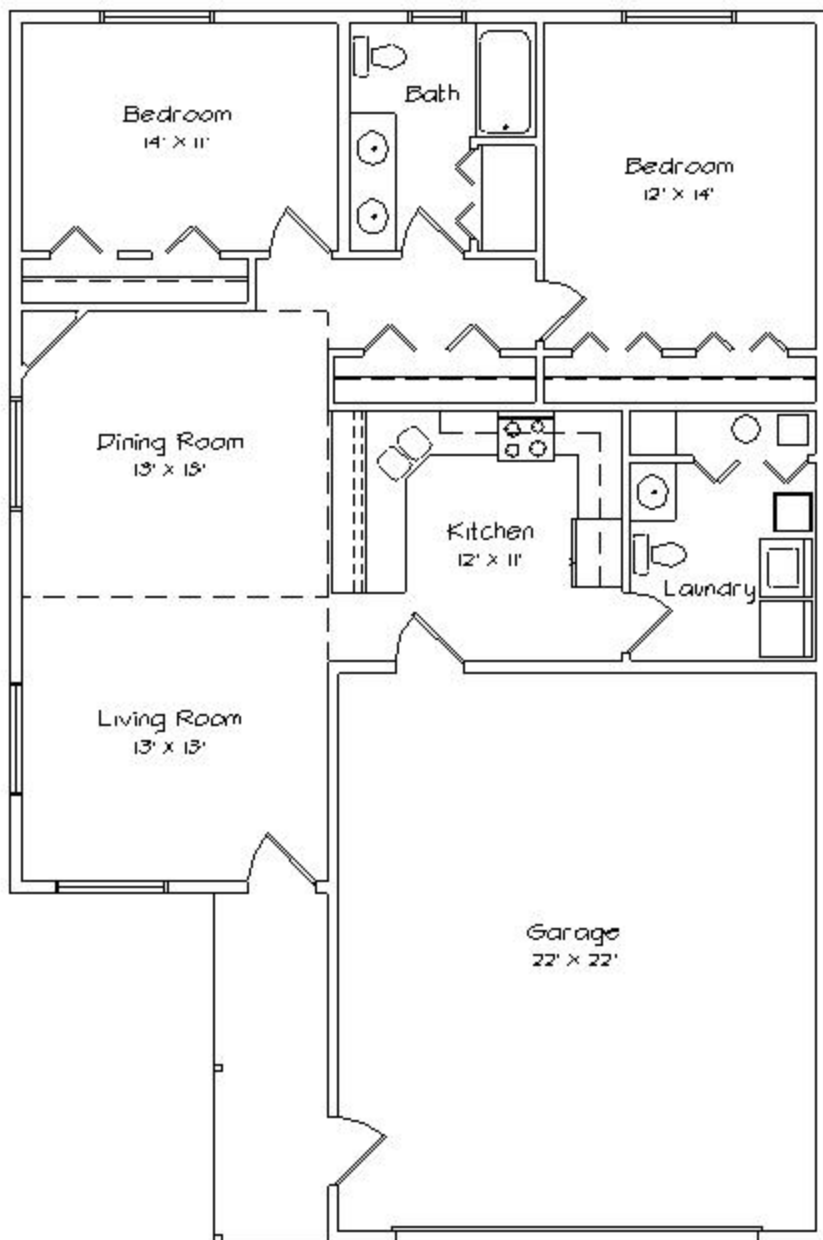 Bedroom
14' X 11'
Bath
Bedroom
12' X 14'
Dining Room
13' X 13'
Kitchen
12' X 11'
Laundry
Living Room
13' X 13'
Garage
22' X 22'